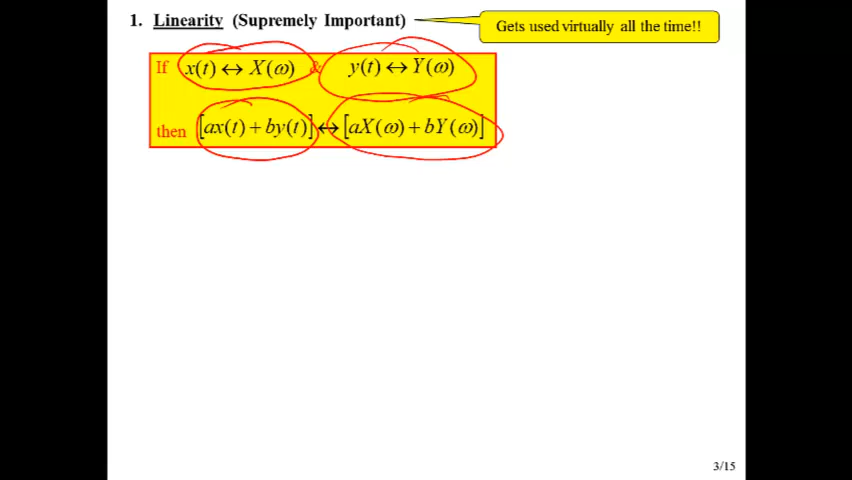 1. Linearity (Supremely Important)
Gets used virtually all the time!!
If x(t) ↔ X(ω) & y(t) ↔ Y(ω)
then [ax(t) + by(t)] ↔ [aX(ω) + bY(ω)]
3/15